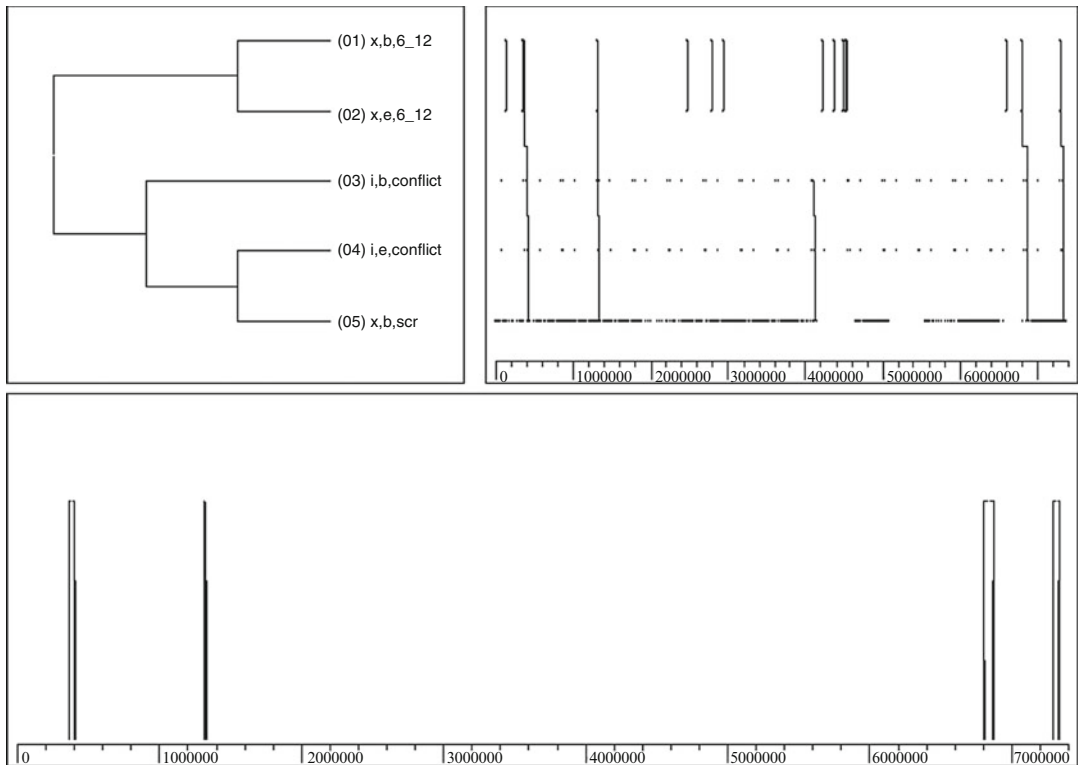 (01) x,b,6_12
(02) x,e,6_12
(03) i,b,conflict
(04) i,e,conflict
(05) x,b,scr
0 1000000 2000000 3000000 4000000 5000000 6000000
0 1000000 2000000 3000000 4000000 5000000 6000000 7000000